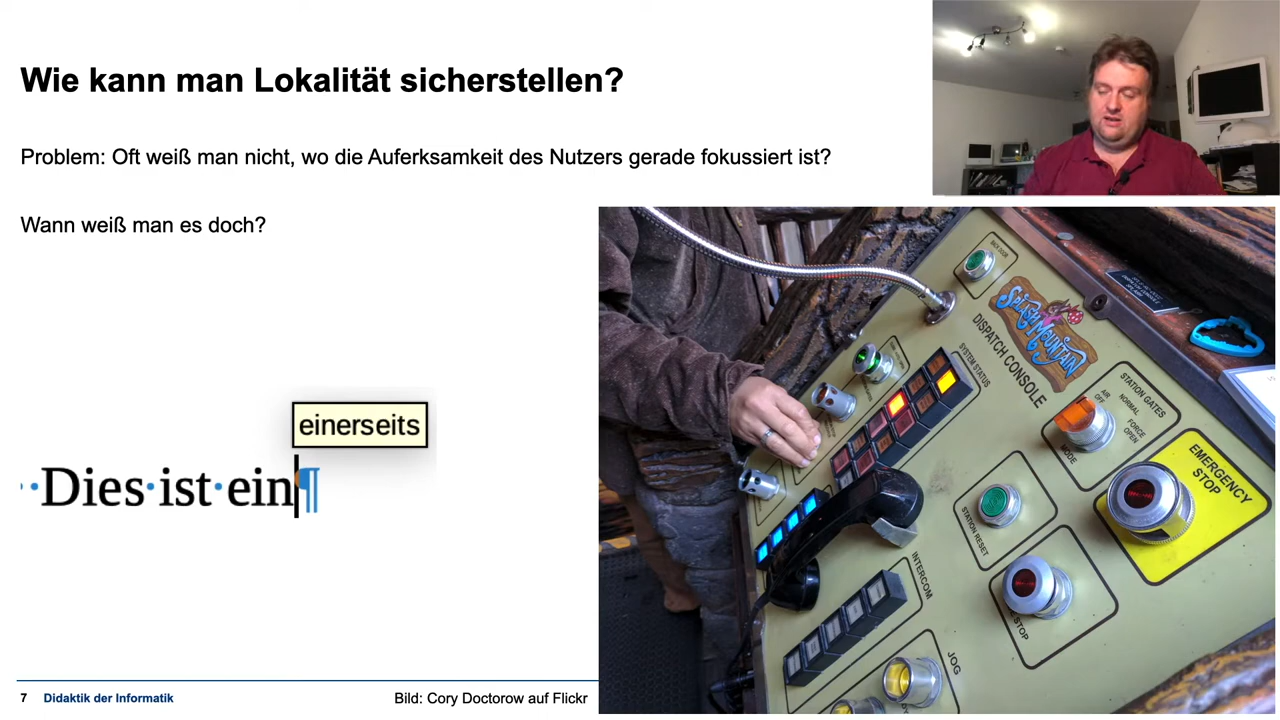 Wie kann man Lokalität sicherstellen?
Problem: Oft weiß man nicht, wo die Auferksamkeit des Nutzers gerade fokussiert ist?
Wann weiß man es doch?
einerseits
··Dies·ist·ein¶
BACK DOOR
SPLASH MOUNTAIN
DISPATCH CONSOLE
SYSTEM STATUS
STATION GATES
AIR OFF
NORMAL
FORCE OPEN
MODE
EMERGENCY STOP
STATION RESET
STOP
INTERCOM
JOG
7 Didaktik der Informatik
Bild: Cory Doctorow auf Flickr